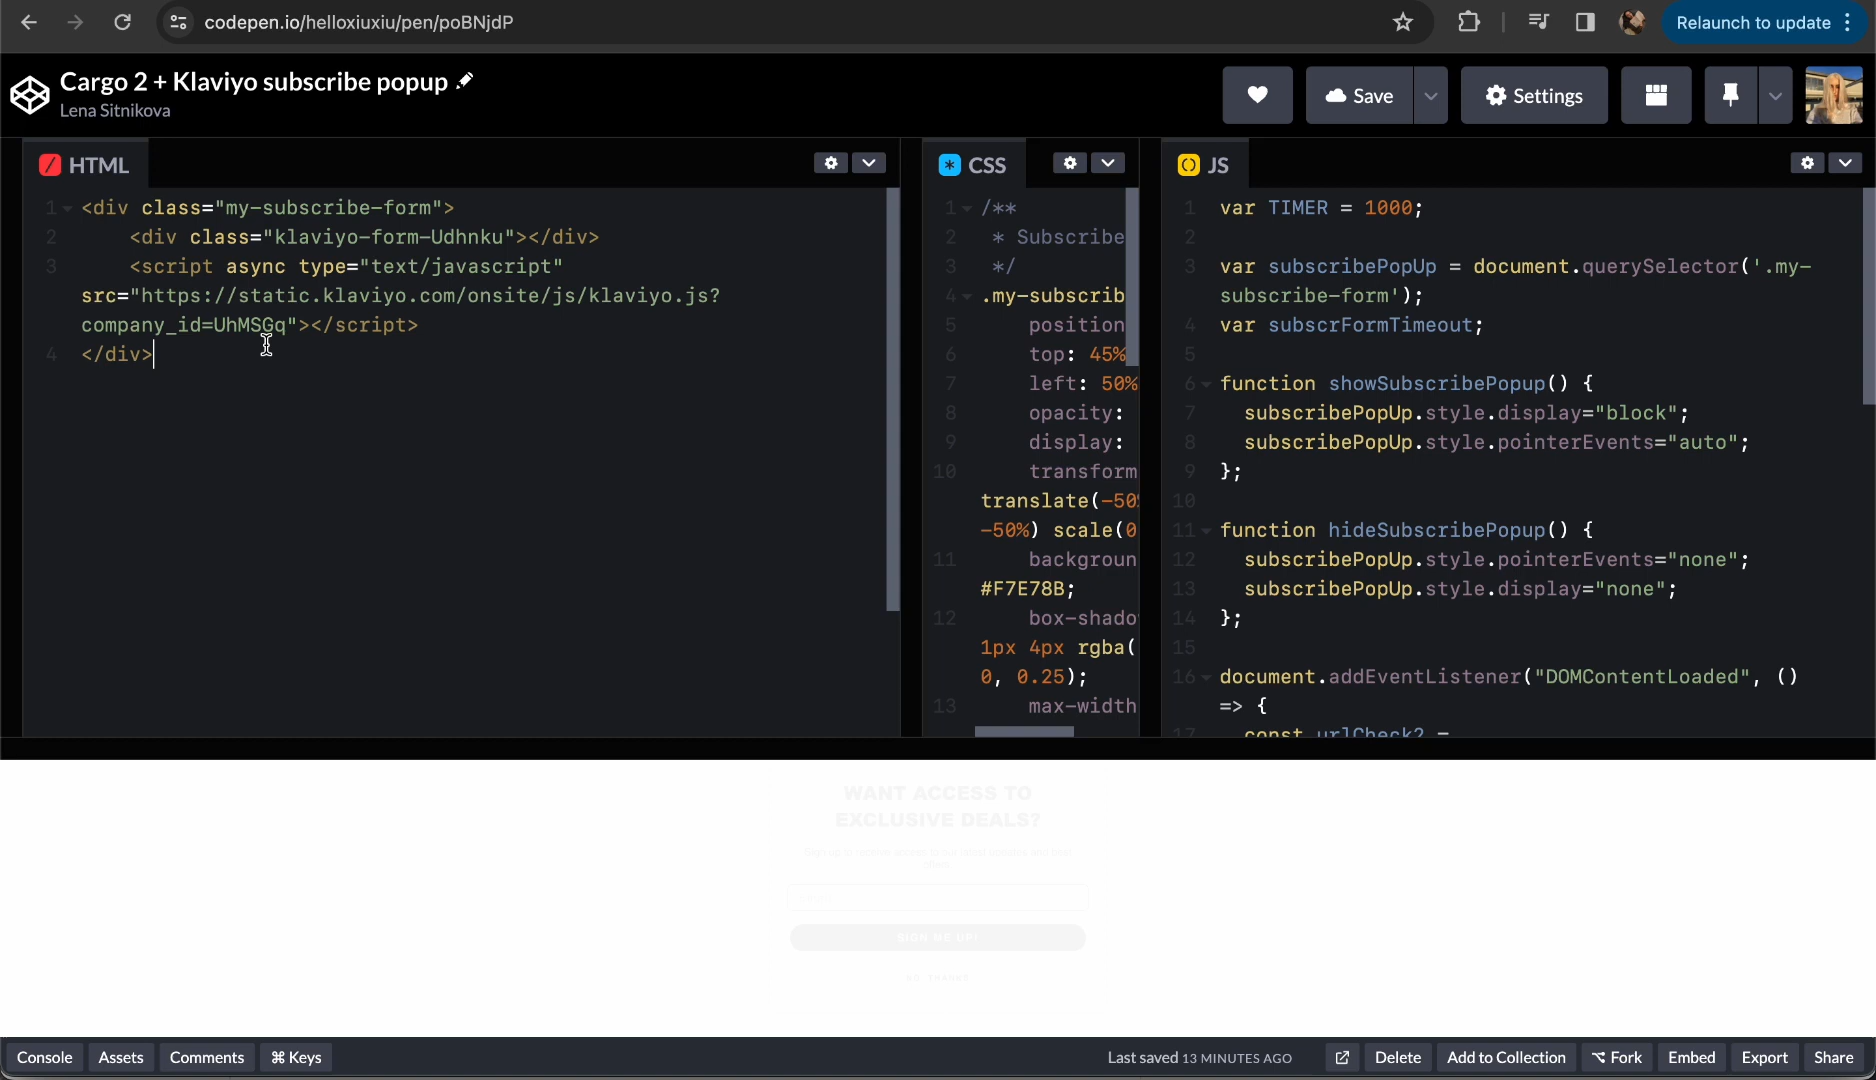 codepen.io/helloxiuxiu/pen/poBNjdP
Relaunch to update
Cargo 2 + Klaviyo subscribe popup
Lena Sitnikova
Save
Settings
HTML
1 <div class="my-subscribe-form">
2 <div class="klaviyo-form-Udhnku"></div>
3 <script async type="text/javascript"
src="https://static.klaviyo.com/onsite/js/klaviyo.js?
company_id=UhMSGq"></script>
4 </div>
* CSS
1 /**
2 * Subscribe
3 */
4 .my-subscrib
5 position
6 top: 45%
7 left: 50%
8 opacity:
9 display:
10 transform
translate(-50%
-50%) scale(0
11 backgroun
#F7E78B;
12 box-shado
1px 4px rgba(
0, 0.25);
13 max-width
() JS
1 var TIMER = 1000;
2
3 var subscribePopUp = document.querySelector('.my-
subscribe-form');
4 var subscrFormTimeout;
5
6 function showSubscribePopup() {
7 subscribePopUp.style.display="block";
8 subscribePopUp.style.pointerEvents="auto";
9 };
10
11 function hideSubscribePopup() {
12 subscribePopUp.style.pointerEvents="none";
13 subscribePopUp.style.display="none";
14 };
15
16 document.addEventListener("DOMContentLoaded", ()
=> {
17 const urlCheck2 =
WANT ACCESS TO
EXCLUSIVE DEALS?
SIGN ME UP!
Console
Assets
Comments
⌘ Keys
Last saved 13 MINUTES AGO
Delete
Add to Collection
Fork
Embed
Export
Share